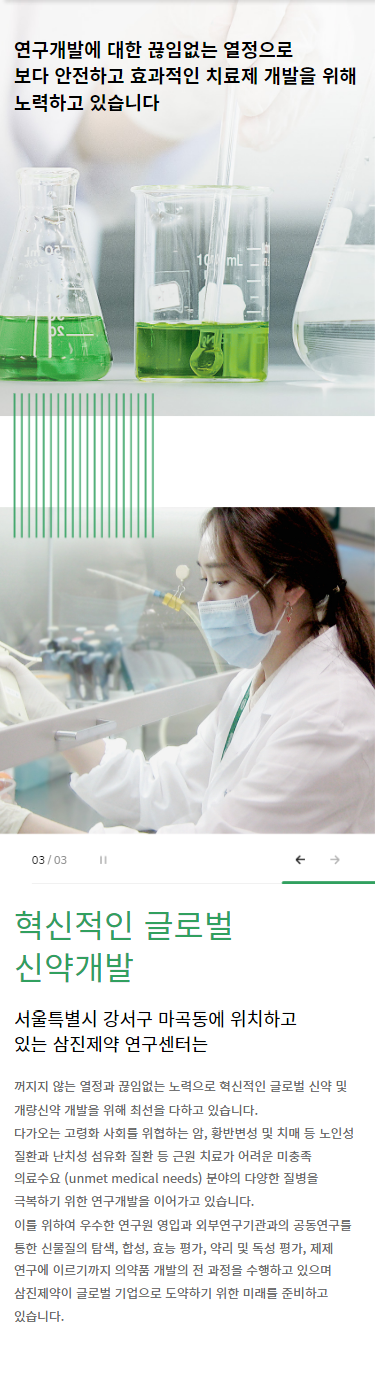 연구개발에 대한 끊임없는 열정으로
보다 안전하고 효과적인 치료제 개발을 위해
노력하고 있습니다
50 mL
100 mL
20
03 / 03
혁신적인 글로벌
신약개발
서울특별시 강서구 마곡동에 위치하고
있는 삼진제약 연구센터는
꺼지지 않는 열정과 끊임없는 노력으로 혁신적인 글로벌 신약 및
개량신약 개발을 위해 최선을 다하고 있습니다.
다가오는 고령화 사회를 위협하는 암, 황반변성 및 치매 등 노인성
질환과 난치성 섬유화 질환 등 근원 치료가 어려운 미충족
의료수요 (unmet medical needs) 분야의 다양한 질병을
극복하기 위한 연구개발을 이어가고 있습니다.
이를 위하여 우수한 연구원 영입과 외부연구기관과의 공동연구를
통한 신물질의 탐색, 합성, 효능 평가, 약리 및 독성 평가, 제제
연구에 이르기까지 의약품 개발의 전 과정을 수행하고 있으며
삼진제약이 글로벌 기업으로 도약하기 위한 미래를 준비하고
있습니다.